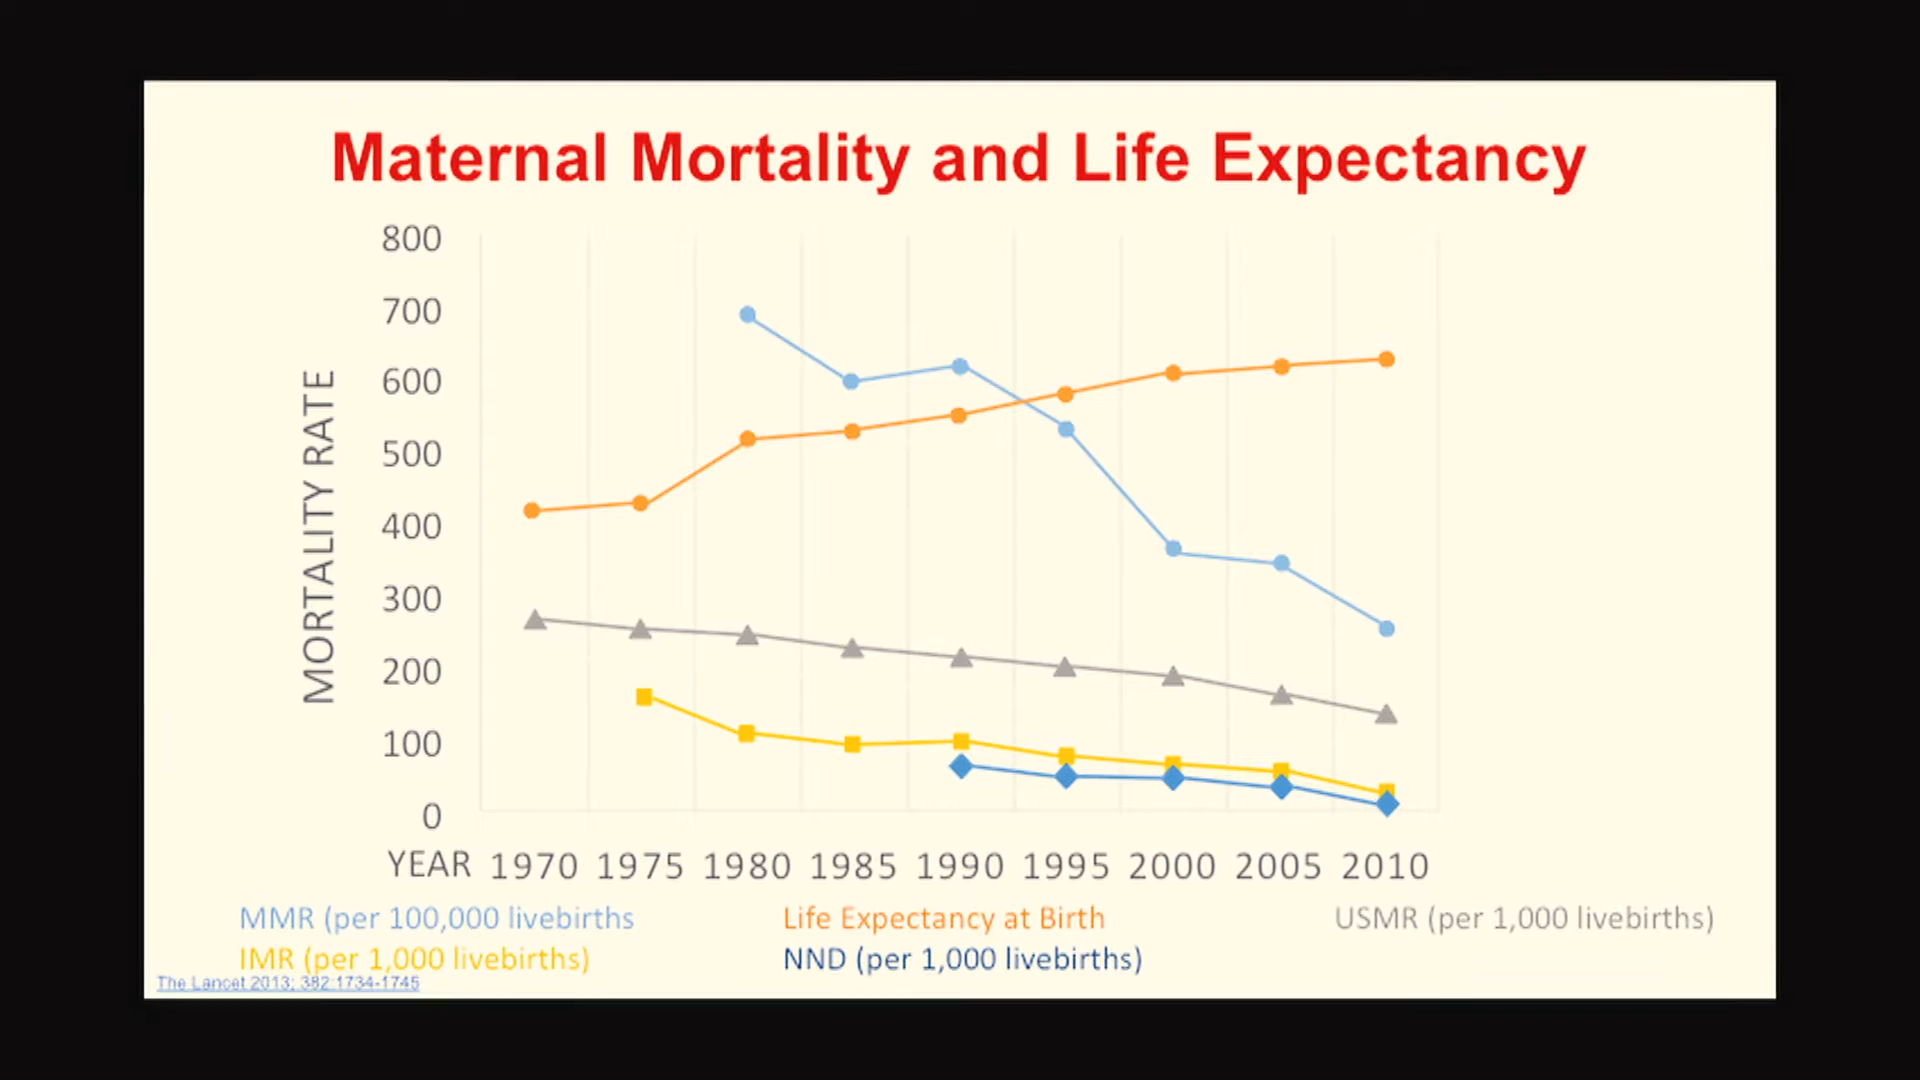 Maternal Mortality and Life Expectancy
800
700
600
500
400
300
200
100
0
MORTALITY RATE
YEAR 1970 1975 1980 1985 1990 1995 2000 2005 2010
MMR (per 100,000 livebirths Life Expectancy at Birth USMR (per 1,000 livebirths)
IMR (per 1,000 livebirths) NND (per 1,000 livebirths)
The Lancet 2013; 382:1734-1745